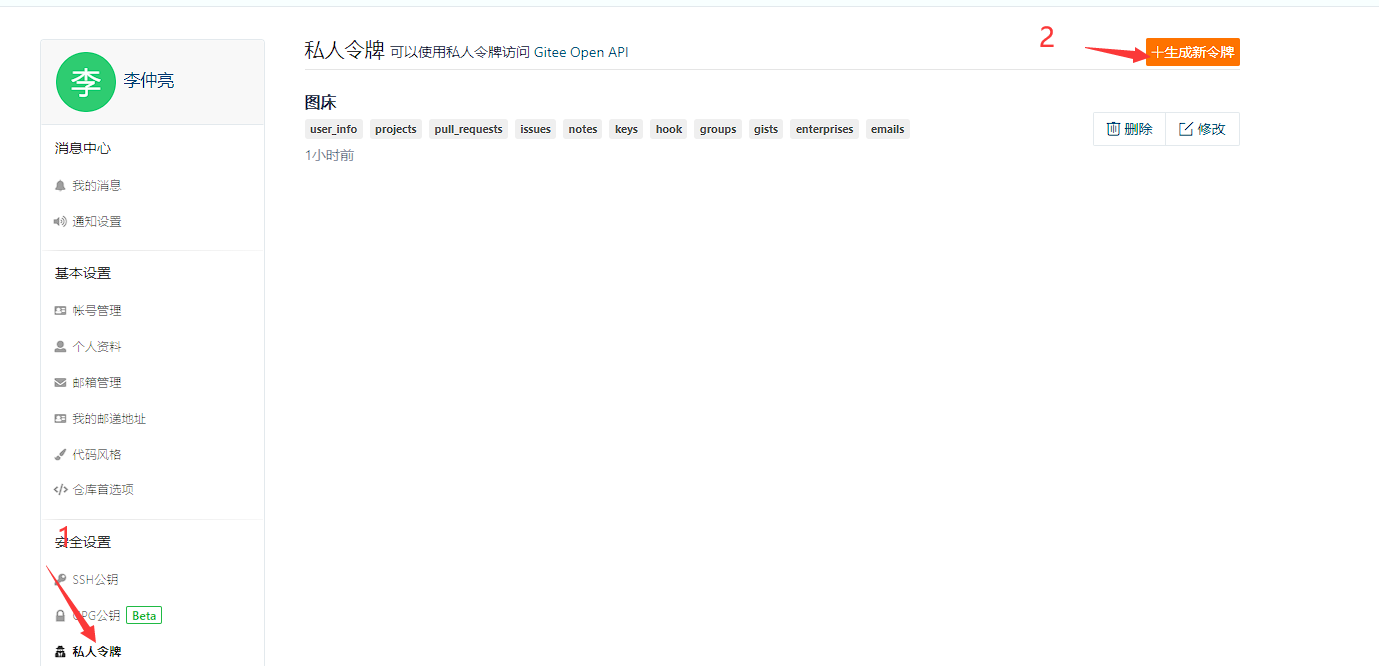 李 李仲亮
消息中心
我的消息
通知设置
基本设置
帐号管理
个人资料
邮箱管理
我的邮递地址
代码风格
仓库首选项
1
安全设置
SSH公钥
GPG公钥 Beta
私人令牌
私人令牌 可以使用私人令牌访问 Gitee Open API
2
+生成新令牌
图床
user_info projects pull_requests issues notes keys hook groups gists enterprises emails
1小时前
删除 修改